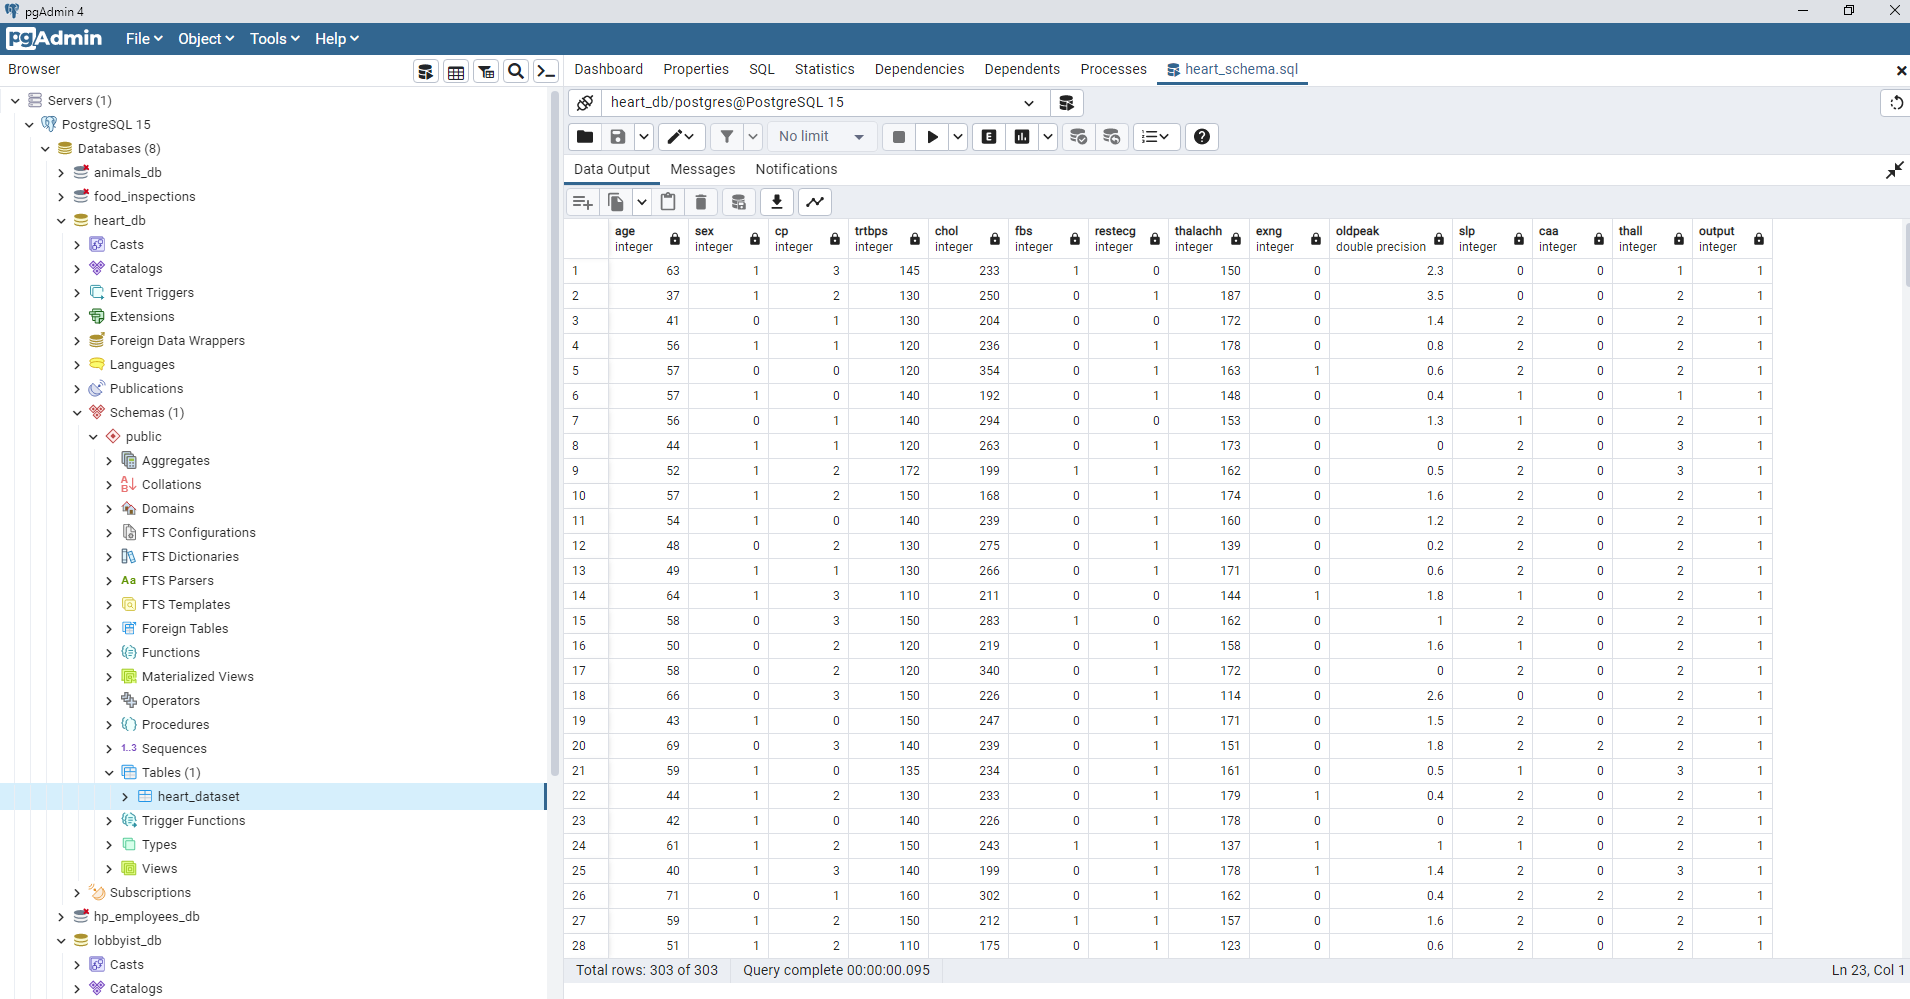 pgAdmin 4
pgAdmin File Object Tools Help
Browser
Dashboard Properties SQL Statistics Dependencies Dependents Processes heart_schema.sql
Servers (1)
PostgreSQL 15
Databases (8)
animals_db
food_inspections
heart_db
Casts
Catalogs
Event Triggers
Extensions
Foreign Data Wrappers
Languages
Publications
Schemas (1)
public
Aggregates
Collations
Domains
FTS Configurations
FTS Dictionaries
Aa FTS Parsers
FTS Templates
Foreign Tables
Functions
Materialized Views
Operators
Procedures
1..3 Sequences
Tables (1)
heart_dataset
Trigger Functions
Types
Views
Subscriptions
hp_employees_db
lobbyist_db
Casts
Catalogs
heart_db/postgres@PostgreSQL 15
No limit E
Data Output Messages Notifications
age sex cp trtbps chol fbs restecg thalachh exng oldpeak slp caa thall output
integer integer integer integer integer integer integer integer integer double precision integer integer integer integer
1 63 1 3 145 233 1 0 150 0 2.3 0 0 1 1
2 37 1 2 130 250 0 1 187 0 3.5 0 0 2 1
3 41 0 1 130 204 0 0 172 0 1.4 2 0 2 1
4 56 1 1 120 236 0 1 178 0 0.8 2 0 2 1
5 57 0 0 120 354 0 1 163 1 0.6 2 0 2 1
6 57 1 0 140 192 0 1 148 0 0.4 1 0 1 1
7 56 0 1 140 294 0 0 153 0 1.3 1 0 2 1
8 44 1 1 120 263 0 1 173 0 0 2 0 3 1
9 52 1 2 172 199 1 1 162 0 0.5 2 0 3 1
10 57 1 2 150 168 0 1 174 0 1.6 2 0 2 1
11 54 1 0 140 239 0 1 160 0 1.2 2 0 2 1
12 48 0 2 130 275 0 1 139 0 0.2 2 0 2 1
13 49 1 1 130 266 0 1 171 0 0.6 2 0 2 1
14 64 1 3 110 211 0 0 144 1 1.8 1 0 2 1
15 58 0 3 150 283 1 0 162 0 1 2 0 2 1
16 50 0 2 120 219 0 1 158 0 1.6 1 0 2 1
17 58 0 2 120 340 0 1 172 0 0 2 0 2 1
18 66 0 3 150 226 0 1 114 0 2.6 0 0 2 1
19 43 1 0 150 247 0 1 171 0 1.5 2 0 2 1
20 69 0 3 140 239 0 1 151 0 1.8 2 2 2 1
21 59 1 0 135 234 0 1 161 0 0.5 1 0 3 1
22 44 1 2 130 233 0 1 179 1 0.4 2 0 2 1
23 42 1 0 140 226 0 1 178 0 0 2 0 2 1
24 61 1 2 150 243 1 1 137 1 1 1 0 2 1
25 40 1 3 140 199 0 1 178 1 1.4 2 0 3 1
26 71 0 1 160 302 0 1 162 0 0.4 2 2 2 1
27 59 1 2 150 212 1 1 157 0 1.6 2 0 2 1
28 51 1 2 110 175 0 1 123 0 0.6 2 0 2 1
Total rows: 303 of 303 Query complete 00:00:00.095 Ln 23, Col 1